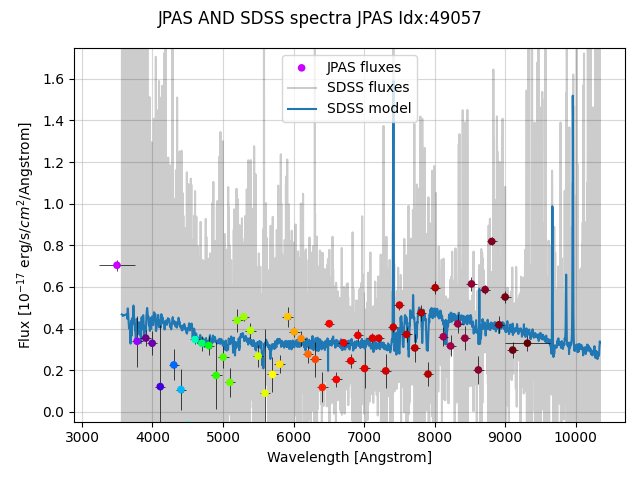 JPAS AND SDSS spectra JPAS Idx:49057
JPAS fluxes
SDSS fluxes
SDSS model
1.6
1.4
1.2
1.0
0.8
0.6
0.4
0.2
0.0
Flux [10⁻¹⁷ erg/s/cm²/Angstrom]
3000 4000 5000 6000 7000 8000 9000 10000
Wavelength [Angstrom]